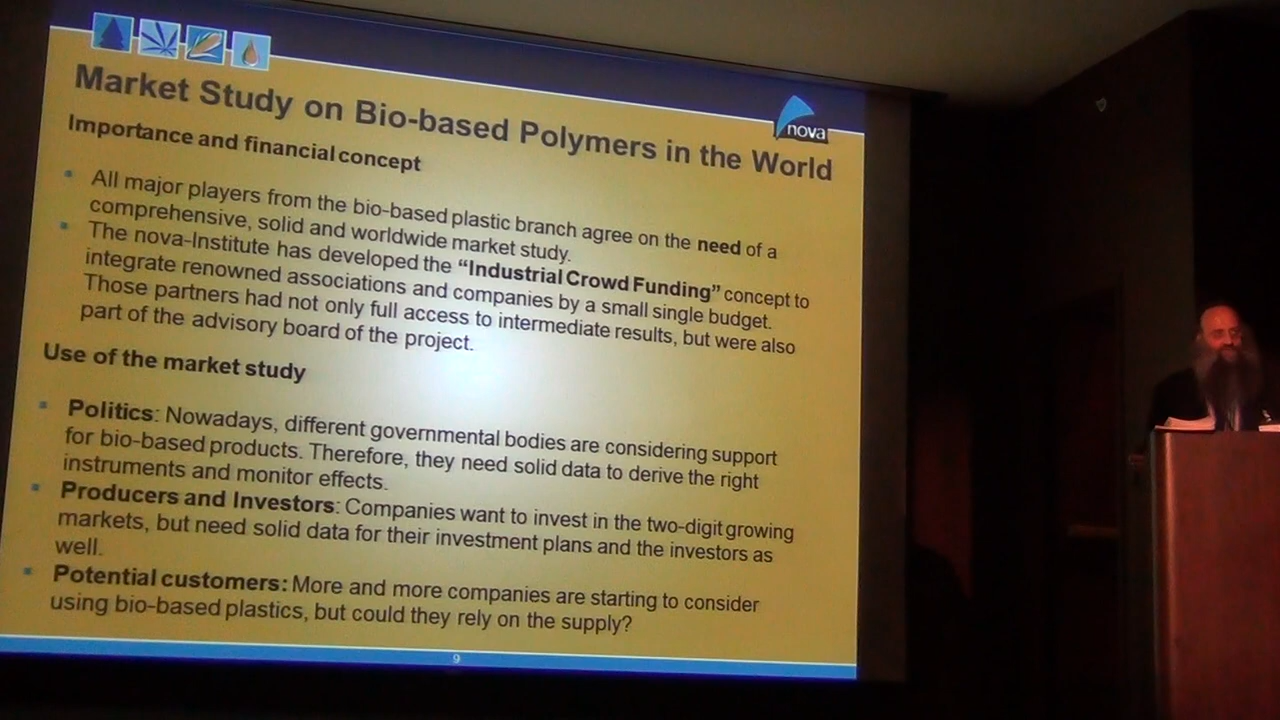 nova
Market Study on Bio-based Polymers in the World
Importance and financial concept
All major players from the bio-based plastic branch agree on the need of a
comprehensive, solid and worldwide market study.
The nova-Institute has developed the “Industrial Crowd Funding” concept to
integrate renowned associations and companies by a small single budget.
Those partners had not only full access to intermediate results, but were also
part of the advisory board of the project.
Use of the market study
Politics: Nowadays, different governmental bodies are considering support
for bio-based products. Therefore, they need solid data to derive the right
instruments and monitor effects.
Producers and Investors: Companies want to invest in the two-digit growing
markets, but need solid data for their investment plans and the investors as
well.
Potential customers: More and more companies are starting to consider
using bio-based plastics, but could they rely on the supply?
9